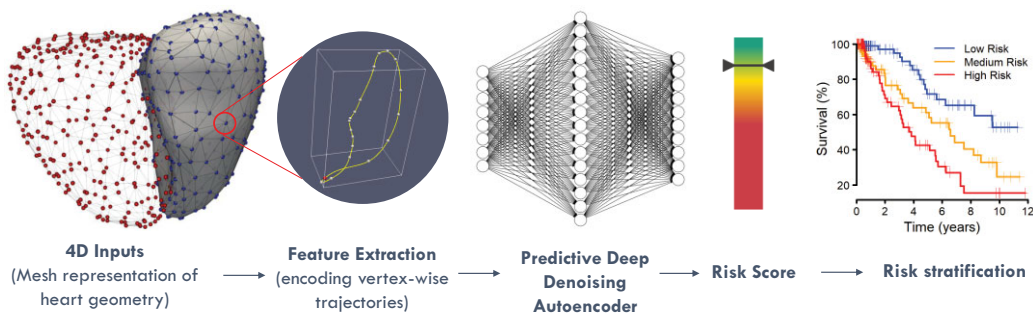 Low Risk
Medium Risk
High Risk
100
80
60
40
20
Survival (%)
0 2 4 6 8 10 12
Time (years)
4D Inputs
(Mesh representation of
heart geometry)
Feature Extraction
(encoding vertex-wise
trajectories)
Predictive Deep
Denoising
Autoencoder
Risk Score
Risk stratification